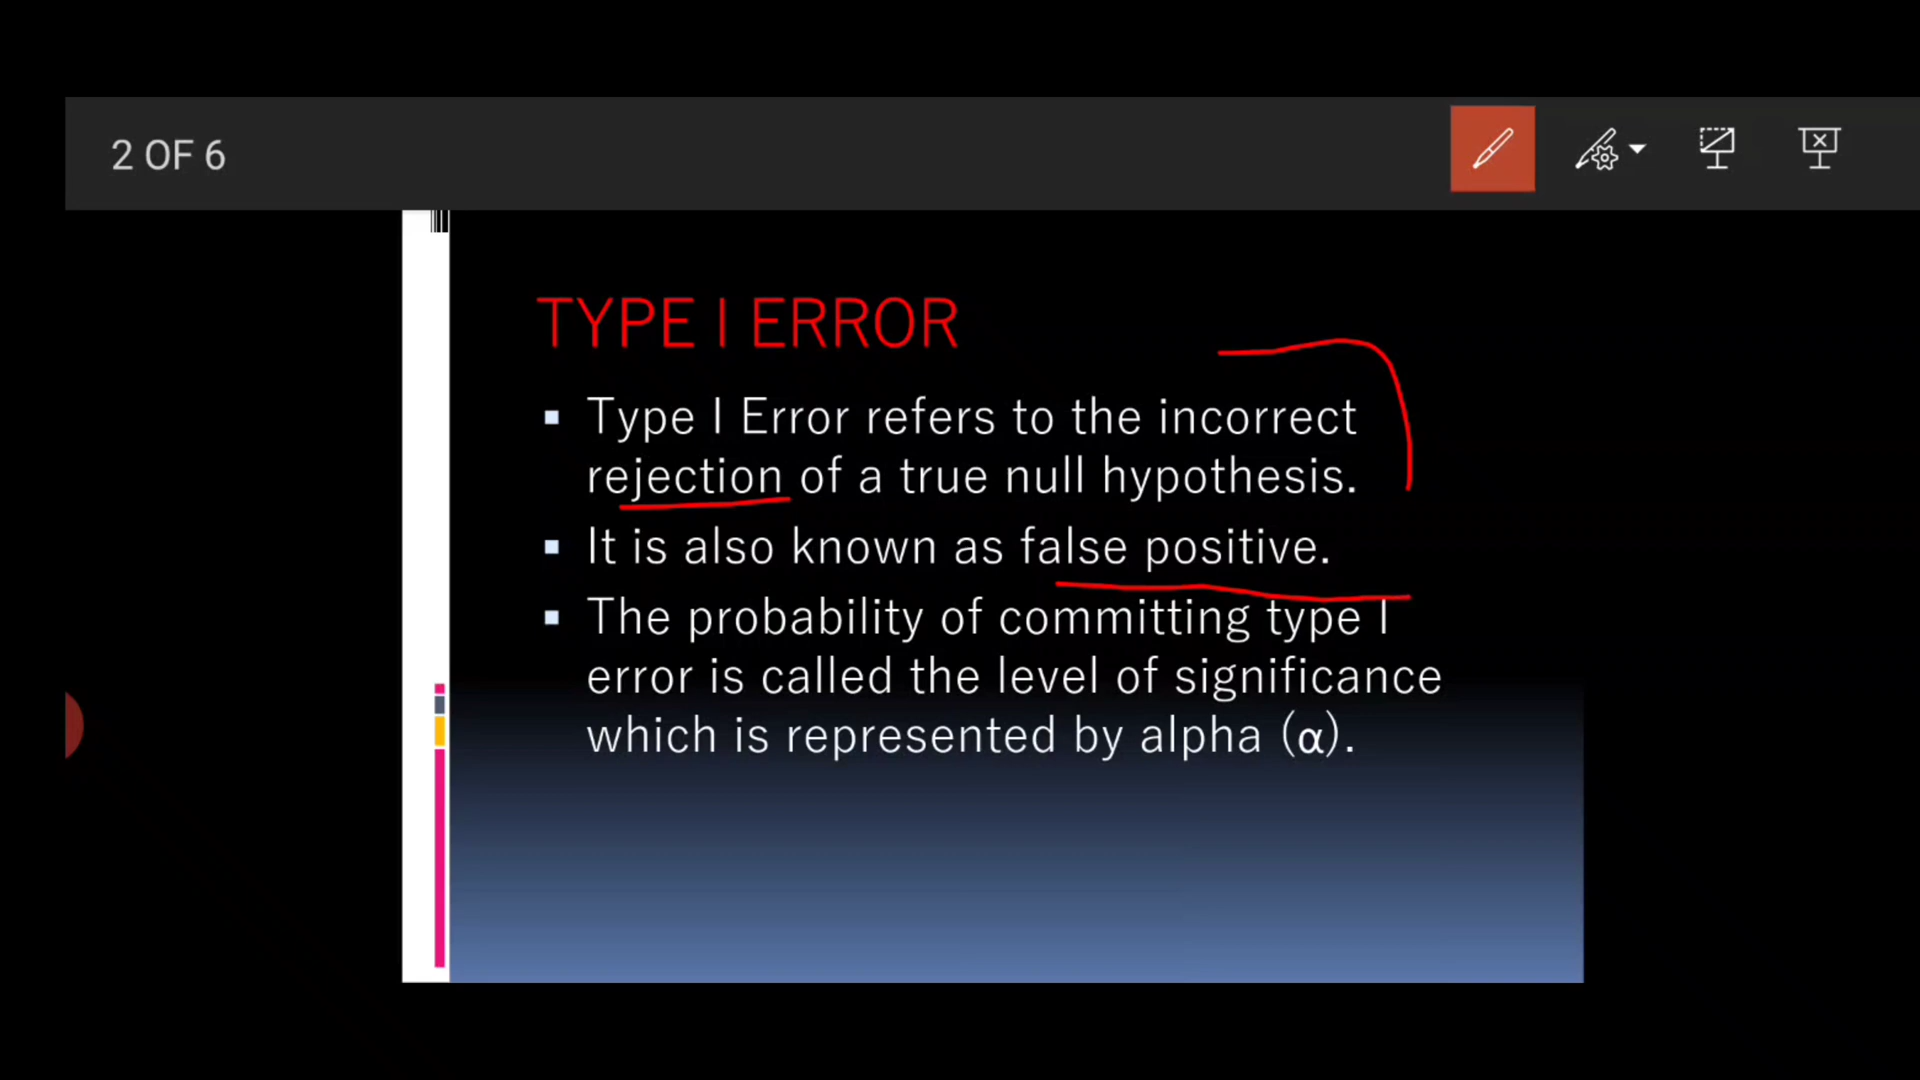 2 OF 6
TYPE I ERROR
▪ Type I Error refers to the incorrect
rejection of a true null hypothesis.
▪ It is also known as false positive.
▪ The probability of committing type I
error is called the level of significance
which is represented by alpha (α).